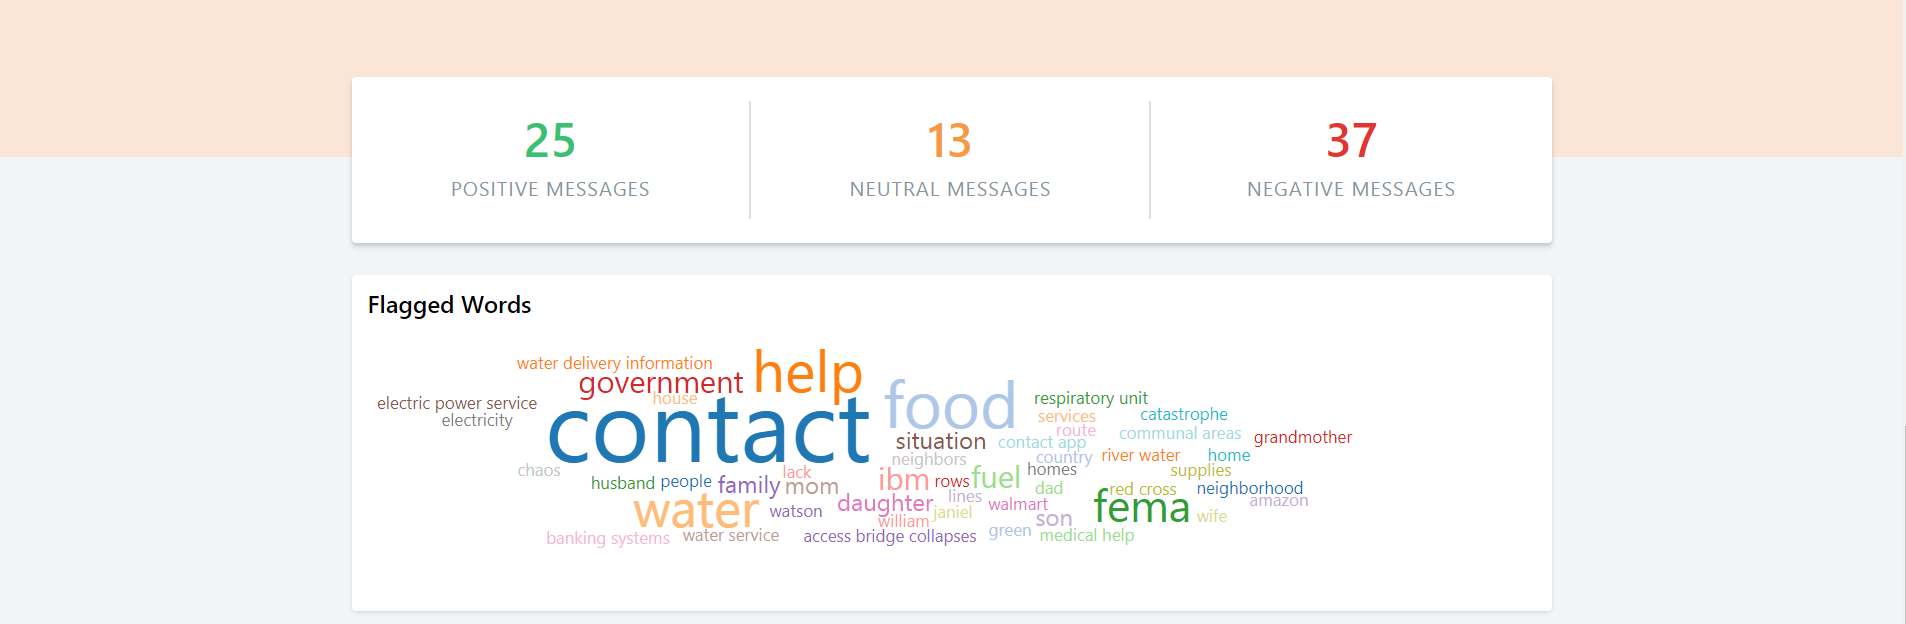 25
POSITIVE MESSAGES
13
NEUTRAL MESSAGES
37
NEGATIVE MESSAGES
Flagged Words
water delivery information
help
government
house
electric power service
electricity
contact
food
respiratory unit
services
catastrophe
route
communal areas
situation
contact app
grandmother
neighbors
country
river water
home
chaos
lack
homes
supplies
husband
people
family
mom
ibm
rows
fuel
dad
red cross
neighborhood
water
watson
daughter
lines
walmart
fema
amazon
william
janiel
son
wife
banking systems
water service
access bridge collapses
green
medical help